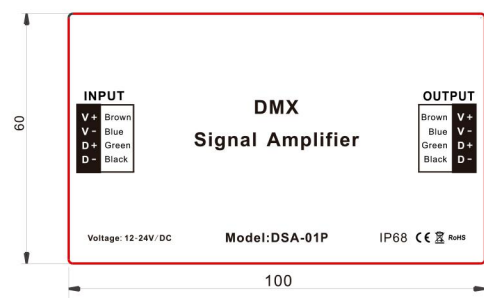 60
INPUT
V+ Brown
V- Blue
D+ Green
D- Black
DMX
Signal Amplifier
OUTPUT
Brown V+
Blue V-
Green D+
Black D-
Voltage: 12-24V/DC
Model:DSA-01P
IP68 CE RoHS
100